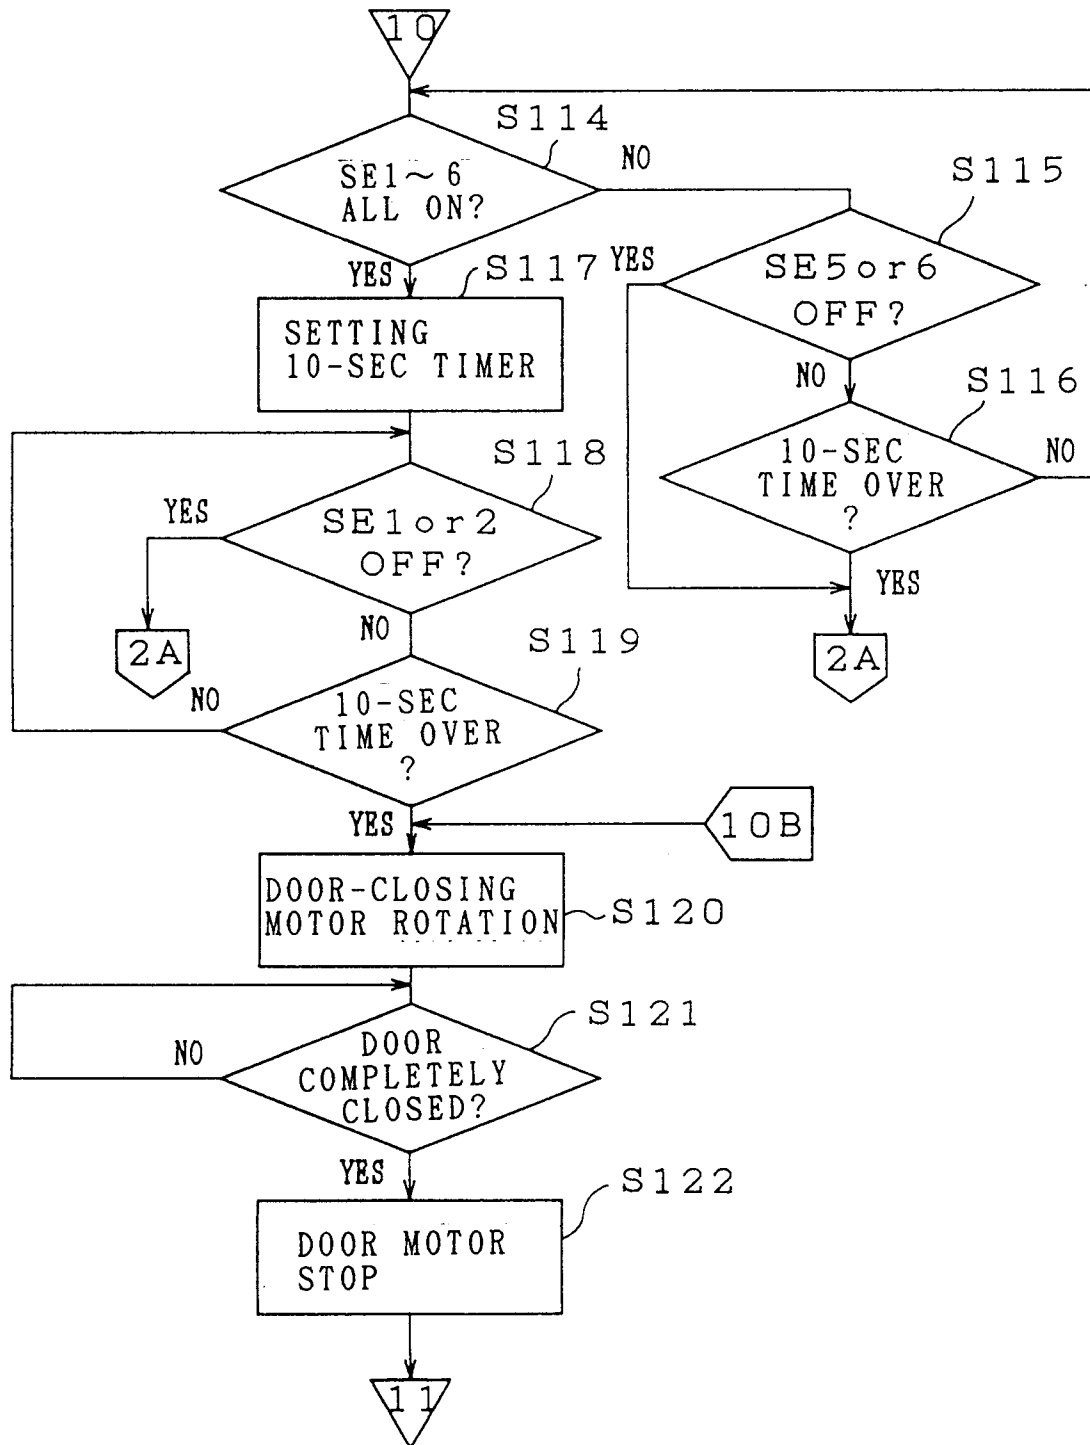 10
S114
SE1~6
ALL ON?
NO
YES
S115
SE5or6
OFF?
YES
NO
S117
SETTING
10-SEC TIMER
S116
10-SEC
TIME OVER
?
NO
YES
2A
S118
SE1or2
OFF?
YES
NO
2A
S119
10-SEC
TIME OVER
?
NO
YES
10B
DOOR-CLOSING
MOTOR ROTATION
S120
S121
DOOR
COMPLETELY
CLOSED?
NO
YES
S122
DOOR MOTOR
STOP
11